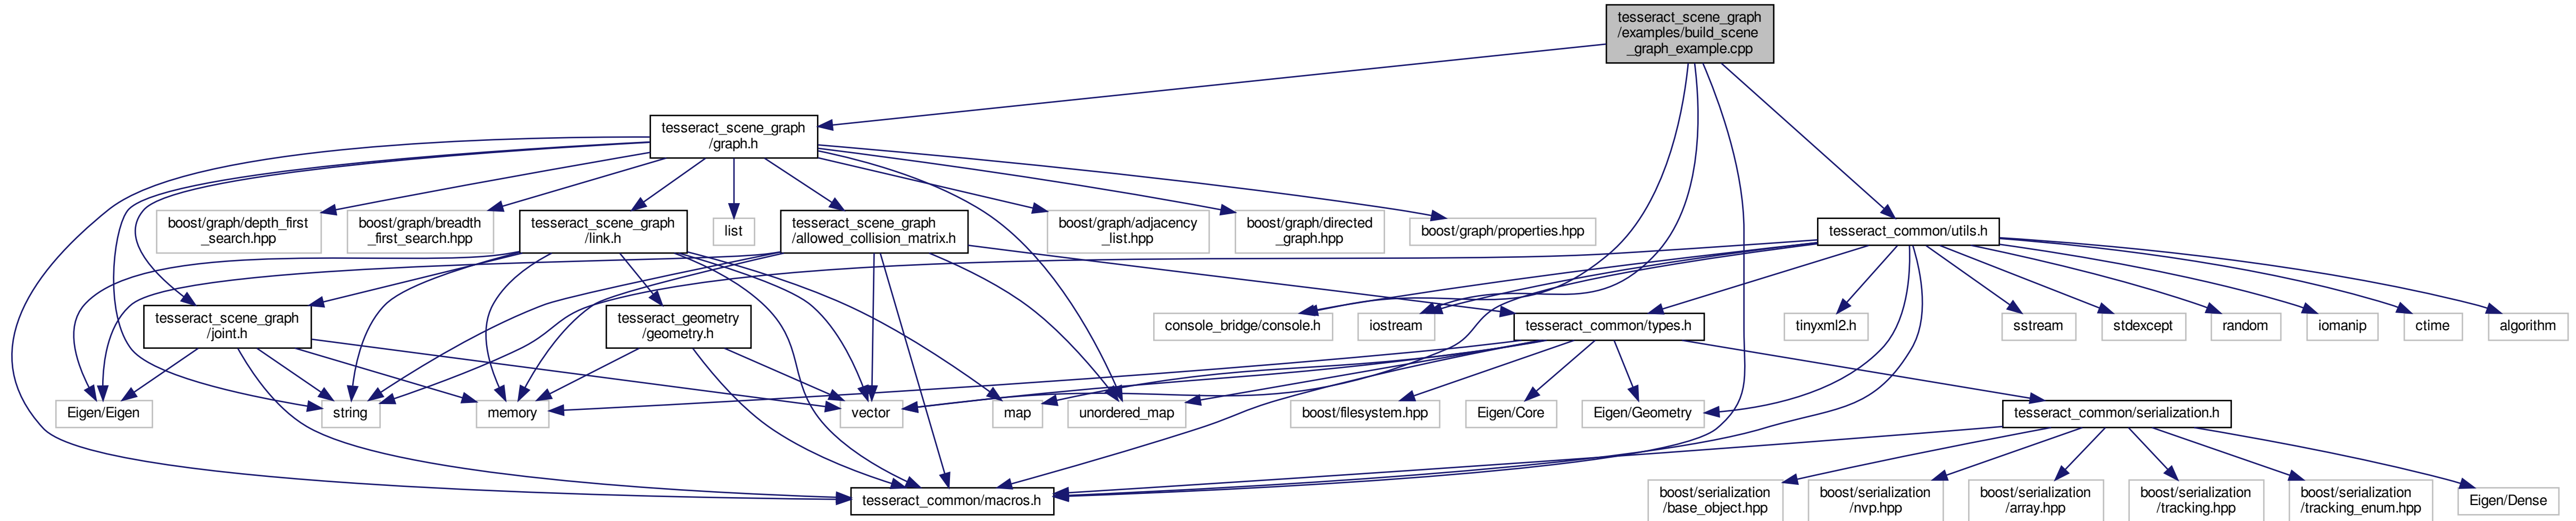 tesseract_scene_graph
/examples/build_scene
_graph_example.cpp
tesseract_scene_graph
/graph.h
boost/graph/depth_first
_search.hpp
boost/graph/breadth
_first_search.hpp
tesseract_scene_graph
/link.h
list
tesseract_scene_graph
/allowed_collision_matrix.h
boost/graph/adjacency
_list.hpp
boost/graph/directed
_graph.hpp
boost/graph/properties.hpp
tesseract_common/utils.h
tesseract_scene_graph
/joint.h
tesseract_geometry
/geometry.h
console_bridge/console.h
iostream
tesseract_common/types.h
tinyxml2.h
sstream
stdexcept
random
iomanip
ctime
algorithm
Eigen/Eigen
string
memory
vector
map
unordered_map
boost/filesystem.hpp
Eigen/Core
Eigen/Geometry
tesseract_common/serialization.h
tesseract_common/macros.h
boost/serialization
/base_object.hpp
boost/serialization
/nvp.hpp
boost/serialization
/array.hpp
boost/serialization
/tracking.hpp
boost/serialization
/tracking_enum.hpp
Eigen/Dense